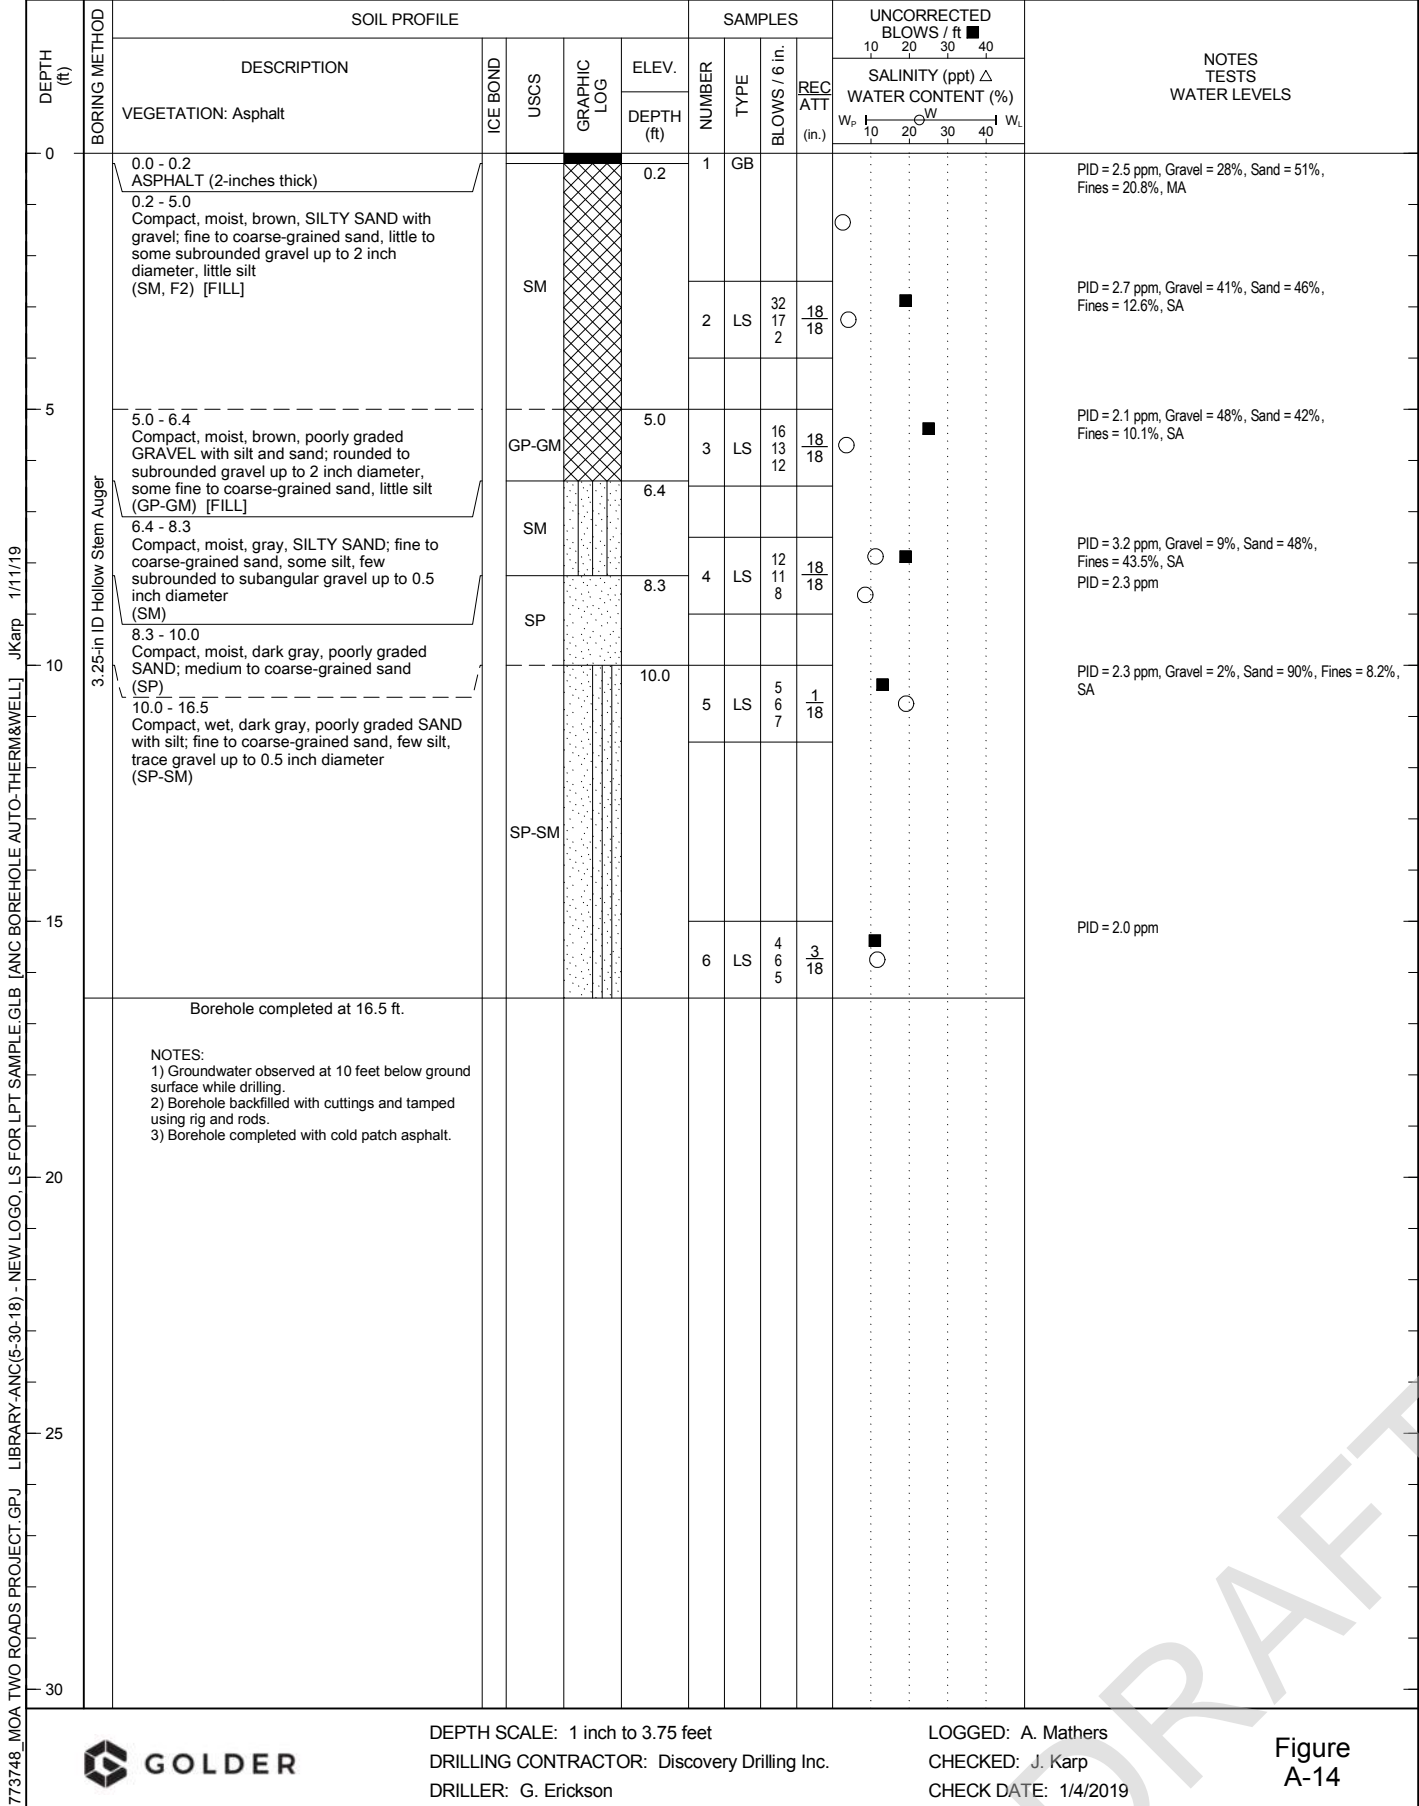 DEPTH
(ft)
BORING METHOD
SOIL PROFILE
SAMPLES
UNCORRECTED
BLOWS / ft ■
10 20 30 40
NOTES
TESTS
WATER LEVELS
DESCRIPTION
VEGETATION: Asphalt
ICE BOND
USCS
GRAPHIC
LOG
ELEV.
DEPTH
(ft)
NUMBER
TYPE
BLOWS / 6 in.
REC
ATT
(in.)
SALINITY (ppt) △
WATER CONTENT (%)
WP W WL
10 20 30 40
0
5
10
15
20
25
30
3.25-in ID Hollow Stem Auger
0.0 - 0.2
ASPHALT (2-inches thick)
0.2 - 5.0
Compact, moist, brown, SILTY SAND with
gravel; fine to coarse-grained sand, little to
some subrounded gravel up to 2 inch
diameter, little silt
(SM, F2) [FILL]
5.0 - 6.4
Compact, moist, brown, poorly graded
GRAVEL with silt and sand; rounded to
subrounded gravel up to 2 inch diameter,
some fine to coarse-grained sand, little silt
(GP-GM) [FILL]
6.4 - 8.3
Compact, moist, gray, SILTY SAND; fine to
coarse-grained sand, some silt, few
subrounded to subangular gravel up to 0.5
inch diameter
(SM)
8.3 - 10.0
Compact, moist, dark gray, poorly graded
SAND; medium to coarse-grained sand
(SP)
10.0 - 16.5
Compact, wet, dark gray, poorly graded SAND
with silt; fine to coarse-grained sand, few silt,
trace gravel up to 0.5 inch diameter
(SP-SM)
SM
GP-GM
SM
SP
SP-SM
0.2
5.0
6.4
8.3
10.0
1 GB
2 LS 32 17 2 18/18
3 LS 16 13 12 18/18
4 LS 12 11 8 18/18
5 LS 5 6 7 1/18
6 LS 4 6 5 3/18
PID = 2.5 ppm, Gravel = 28%, Sand = 51%,
Fines = 20.8%, MA
PID = 2.7 ppm, Gravel = 41%, Sand = 46%,
Fines = 12.6%, SA
PID = 2.1 ppm, Gravel = 48%, Sand = 42%,
Fines = 10.1%, SA
PID = 3.2 ppm, Gravel = 9%, Sand = 48%,
Fines = 43.5%, SA
PID = 2.3 ppm
PID = 2.3 ppm, Gravel = 2%, Sand = 90%, Fines = 8.2%,
SA
PID = 2.0 ppm
Borehole completed at 16.5 ft.
NOTES:
1) Groundwater observed at 10 feet below ground
surface while drilling.
2) Borehole backfilled with cuttings and tamped
using rig and rods.
3) Borehole completed with cold patch asphalt.
773748_MOA TWO ROADS PROJECT.GPJ LIBRARY-ANC(5-30-18) - NEW LOGO, LS FOR LPT SAMPLE.GLB [ANC BOREHOLE AUTO-THERM&WELL] JKarp 1/11/19
DRAFT
GOLDER
DEPTH SCALE: 1 inch to 3.75 feet
DRILLING CONTRACTOR: Discovery Drilling Inc.
DRILLER: G. Erickson
LOGGED: A. Mathers
CHECKED: J. Karp
CHECK DATE: 1/4/2019
Figure
A-14